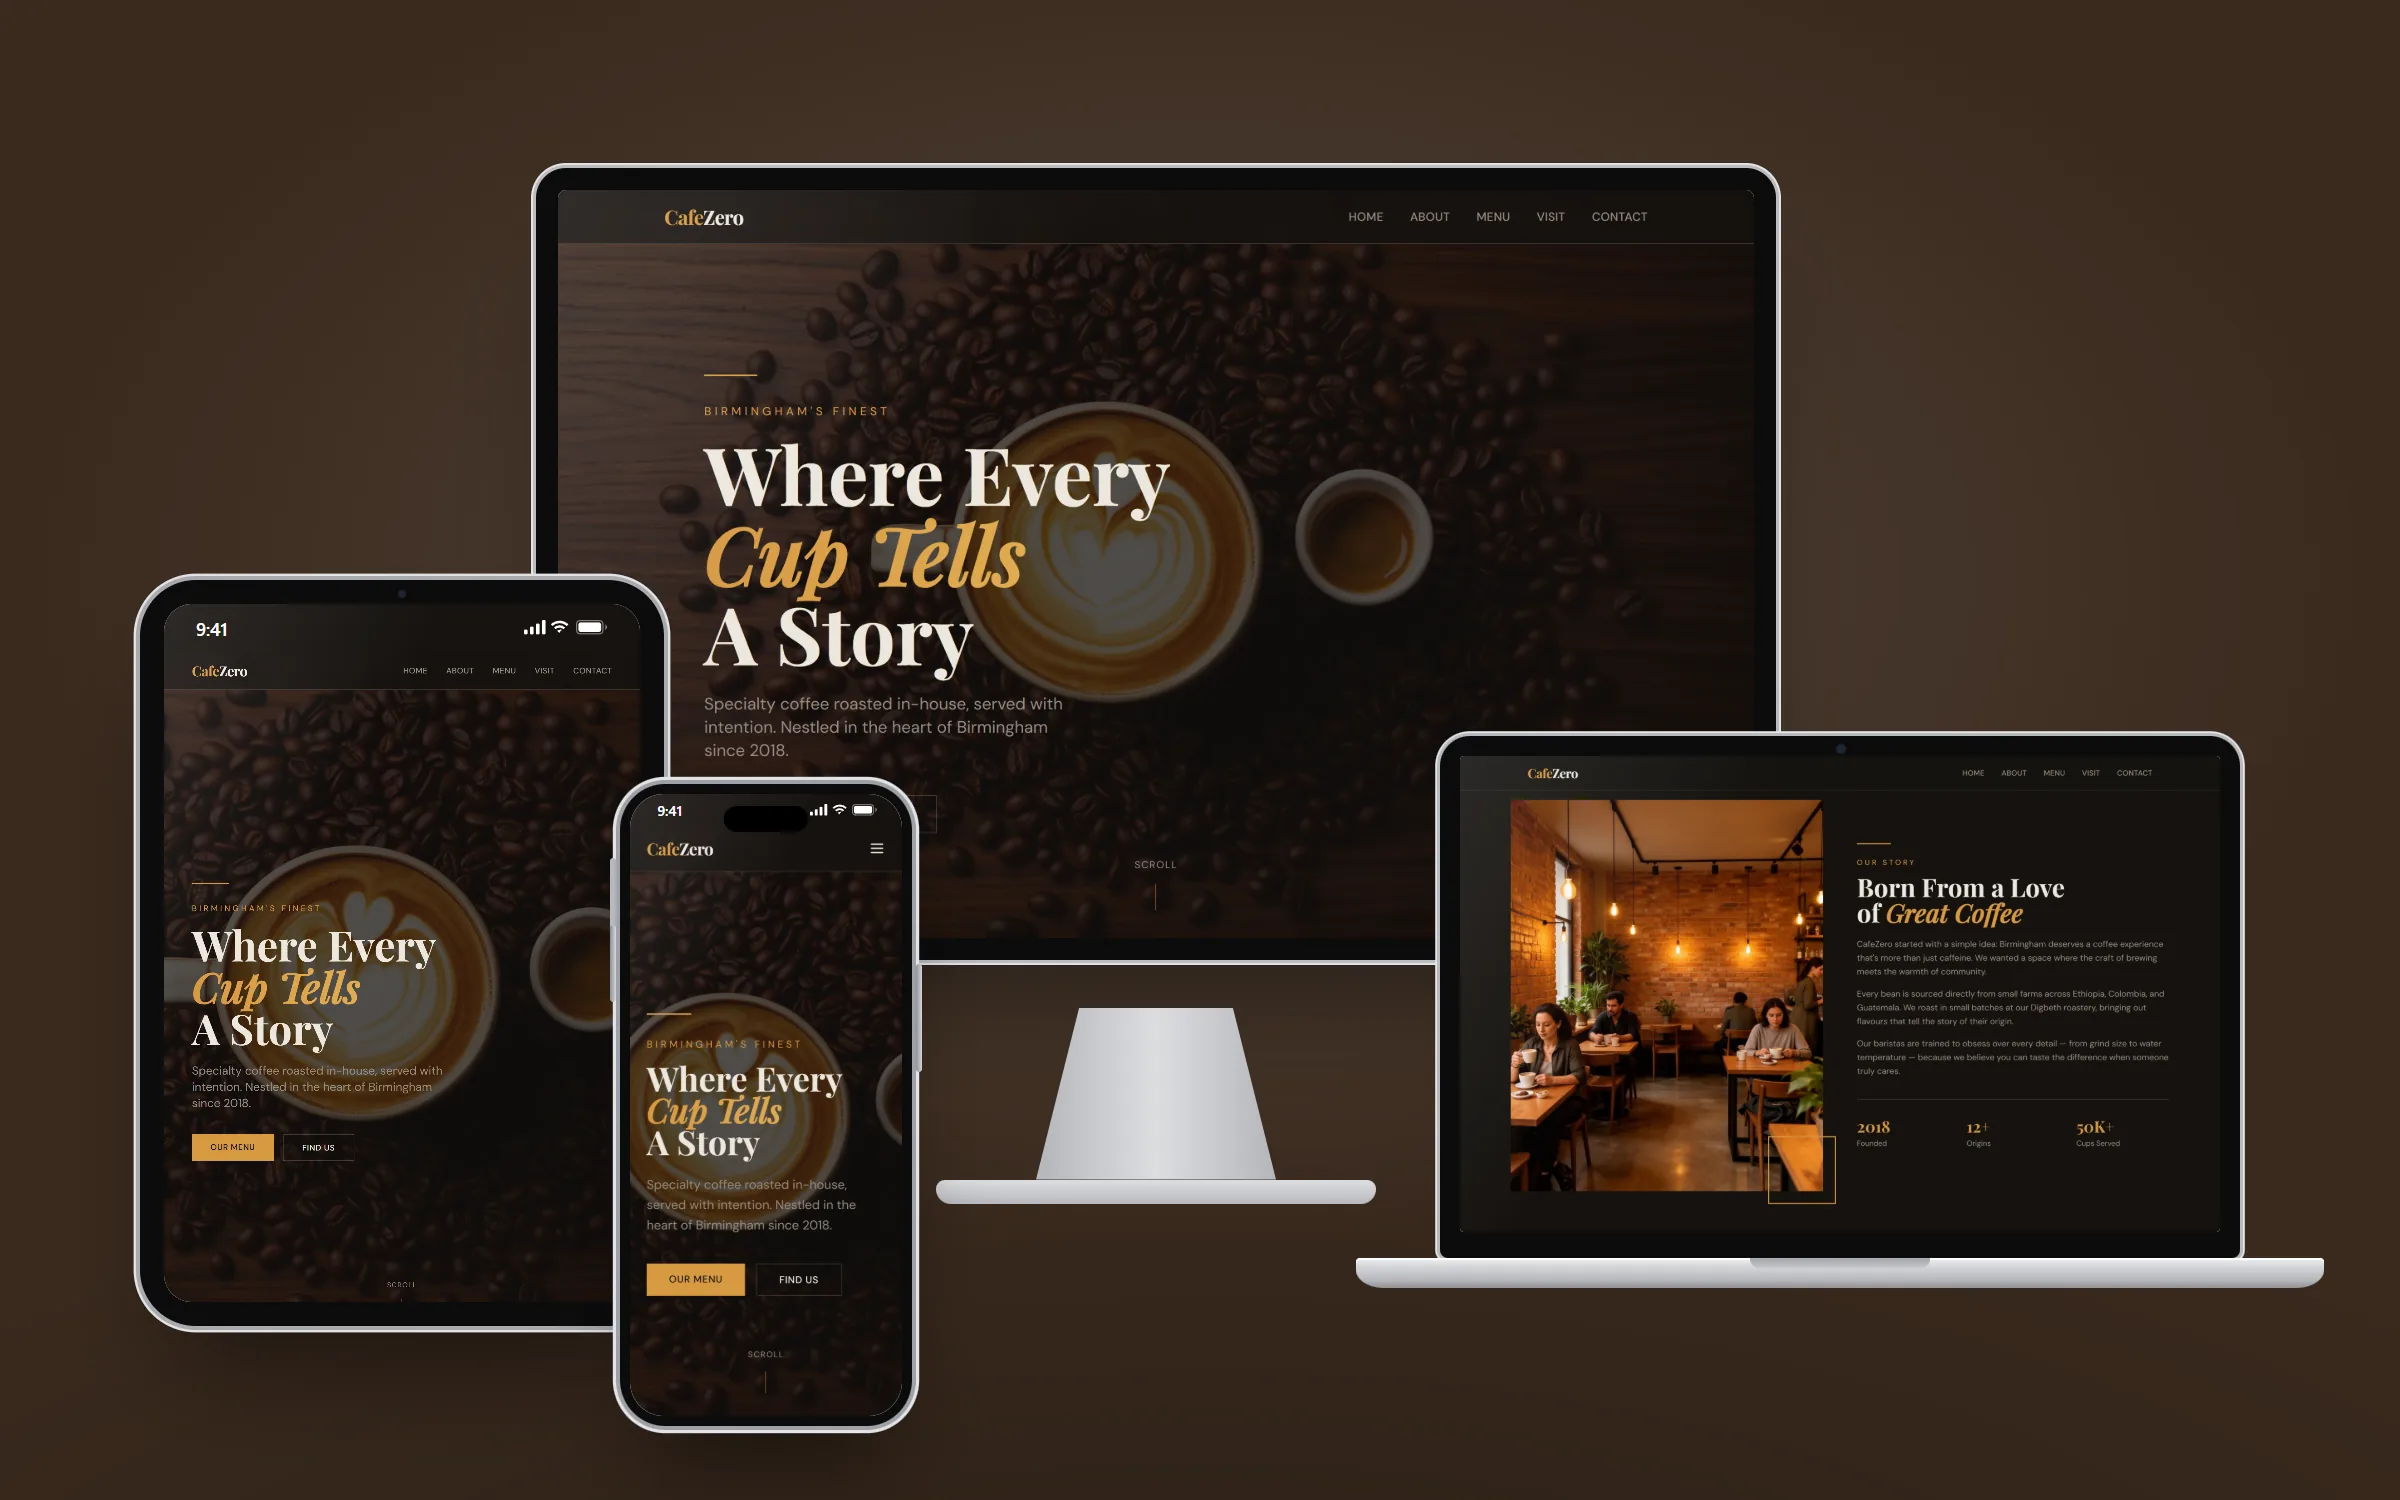 CafeZero
HOME ABOUT MENU VISIT CONTACT
BIRMINGHAM'S FINEST
Where Every
Cup Tells
A Story
Specialty coffee roasted in-house, served with
intention. Nestled in the heart of Birmingham
since 2018.
SCROLL
9:41
CafeZero
HOME ABOUT MENU VISIT CONTACT
BIRMINGHAM'S FINEST
Where Every
Cup Tells
A Story
Specialty coffee roasted in-house, served with
intention. Nestled in the heart of Birmingham
since 2018.
OUR MENU FIND US
SCROLL
9:41
CafeZero
BIRMINGHAM'S FINEST
Where Every
Cup Tells
A Story
Specialty coffee roasted in-house,
served with intention. Nestled in the
heart of Birmingham since 2018.
OUR MENU FIND US
SCROLL
CafeZero
HOME ABOUT MENU VISIT CONTACT
OUR STORY
Born From a Love
of Great Coffee
CafeZero started with a simple idea: Birmingham deserves a coffee experience
that's more than just caffeine. We wanted a space where the craft of brewing
meets the warmth of community.
Every bean is sourced directly from small farms across Ethiopia, Colombia, and
Guatemala. We roast in small batches at our Digbeth roastery, bringing out
flavours that tell the story of their origin.
Our baristas are trained to obsess over every detail — from grind size to water
temperature — because we believe you can taste the difference when someone
truly cares.
2018 12+ 50K+
Founded Origins Cups Served